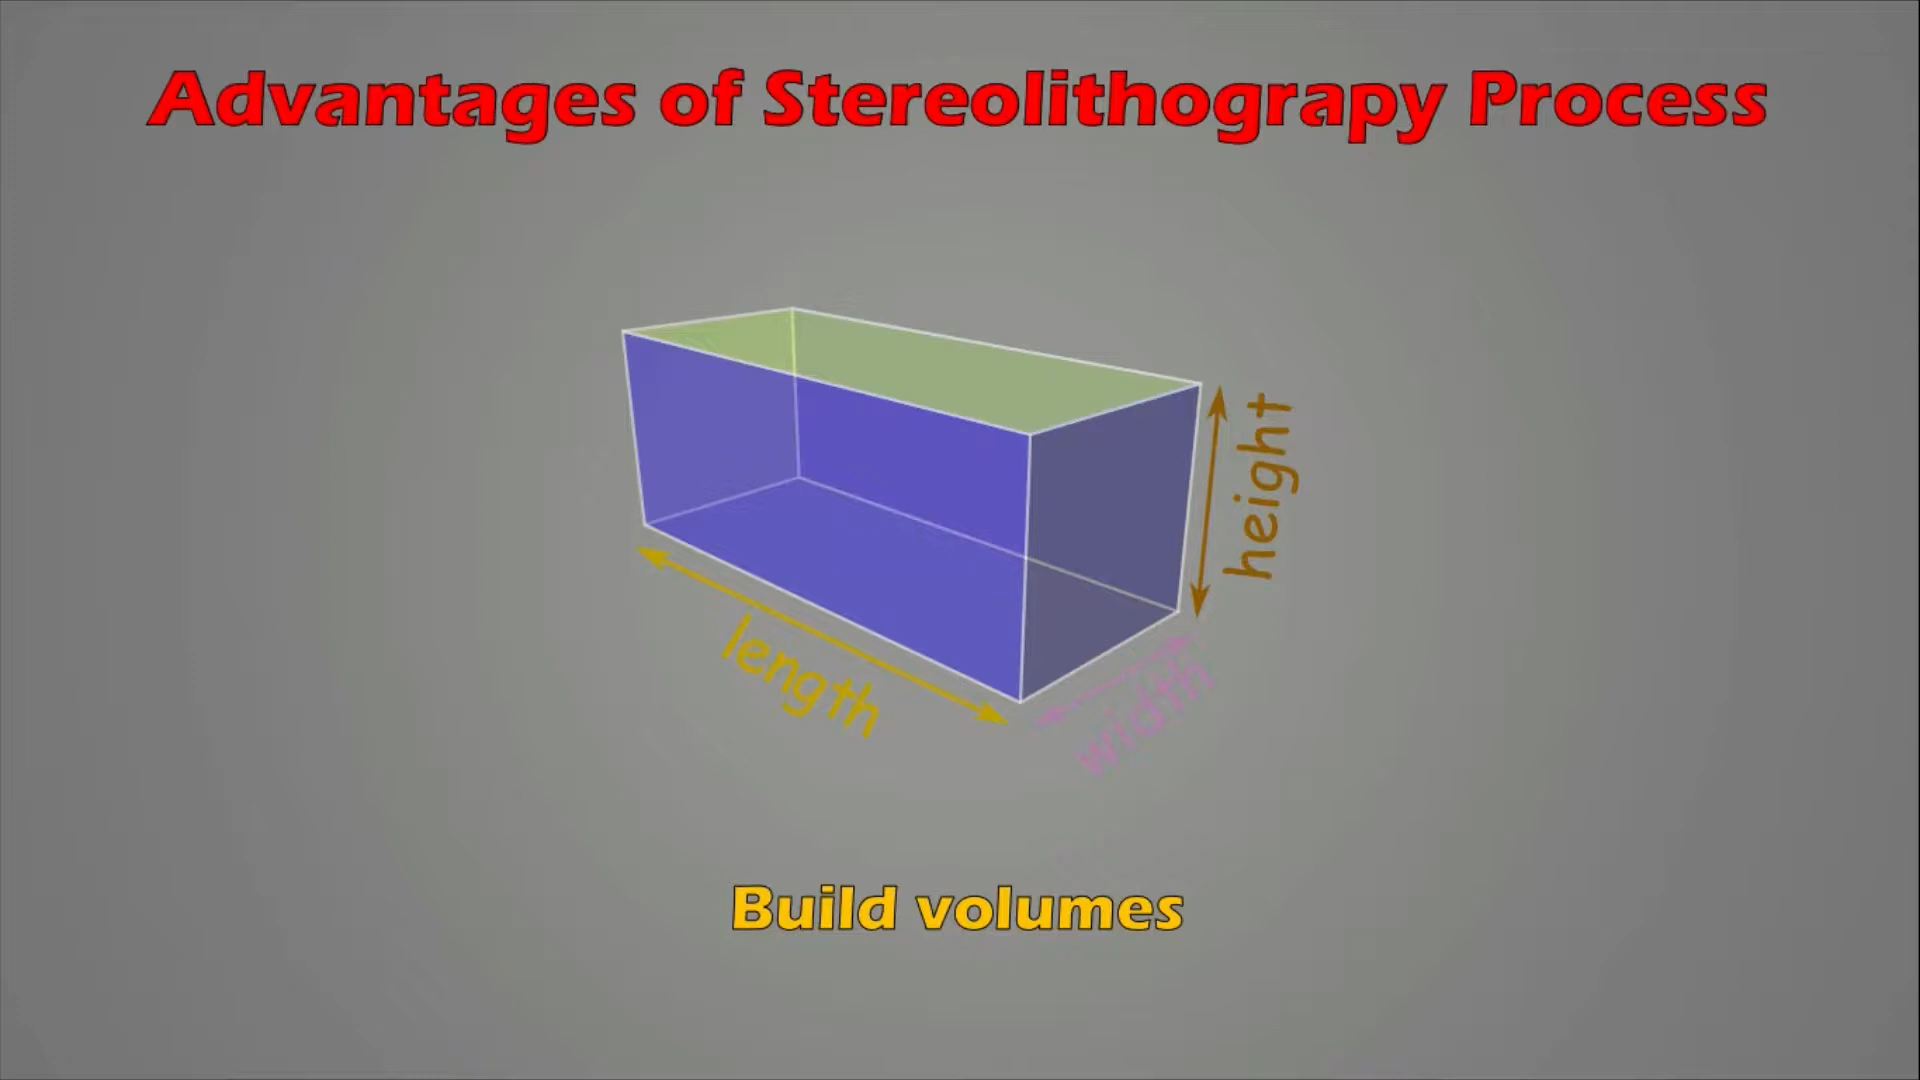 Advantages of Stereolithograpy Process
height
length
width
Build volumes